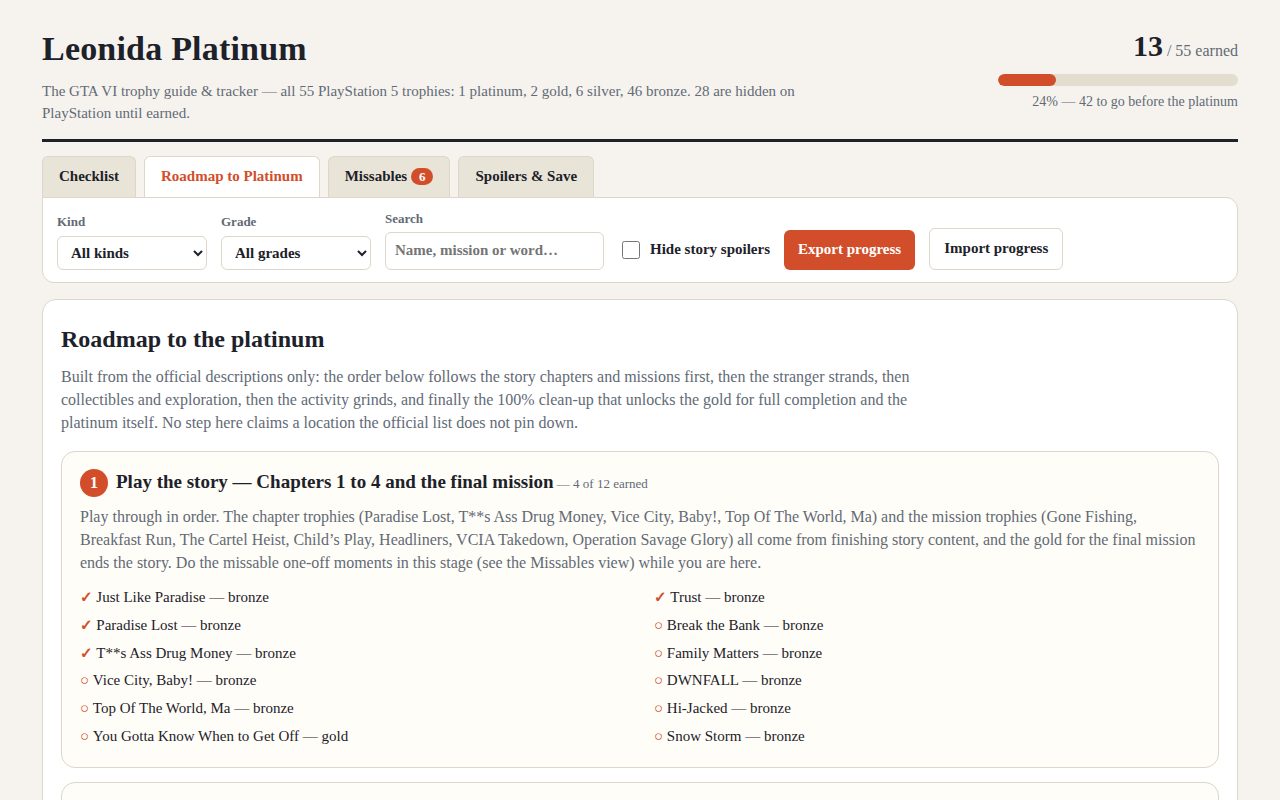 Leonida Platinum
13 / 55 earned
The GTA VI trophy guide & tracker — all 55 PlayStation 5 trophies: 1 platinum, 2 gold, 6 silver, 46 bronze. 28 are hidden on
PlayStation until earned.
24% — 42 to go before the platinum
Checklist
Roadmap to Platinum
Missables 6
Spoilers & Save
Kind
Grade
Search
All kinds
All grades
Name, mission or word…
Hide story spoilers
Export progress
Import progress
Roadmap to the platinum
Built from the official descriptions only: the order below follows the story chapters and missions first, then the stranger strands, then
collectibles and exploration, then the activity grinds, and finally the 100% clean-up that unlocks the gold for full completion and the
platinum itself. No step here claims a location the official list does not pin down.
1 Play the story — Chapters 1 to 4 and the final mission — 4 of 12 earned
Play through in order. The chapter trophies (Paradise Lost, T**s Ass Drug Money, Vice City, Baby!, Top Of The World, Ma) and the mission trophies (Gone Fishing,
Breakfast Run, The Cartel Heist, Child’s Play, Headliners, VCIA Takedown, Operation Savage Glory) all come from finishing story content, and the gold for the final mission
ends the story. Do the missable one-off moments in this stage (see the Missables view) while you are here.
✓ Just Like Paradise — bronze
✓ Paradise Lost — bronze
✓ T**s Ass Drug Money — bronze
○ Vice City, Baby! — bronze
○ Top Of The World, Ma — bronze
○ You Gotta Know When to Get Off — gold
✓ Trust — bronze
○ Break the Bank — bronze
○ Family Matters — bronze
○ DWNFALL — bronze
○ Hi-Jacked — bronze
○ Snow Storm — bronze